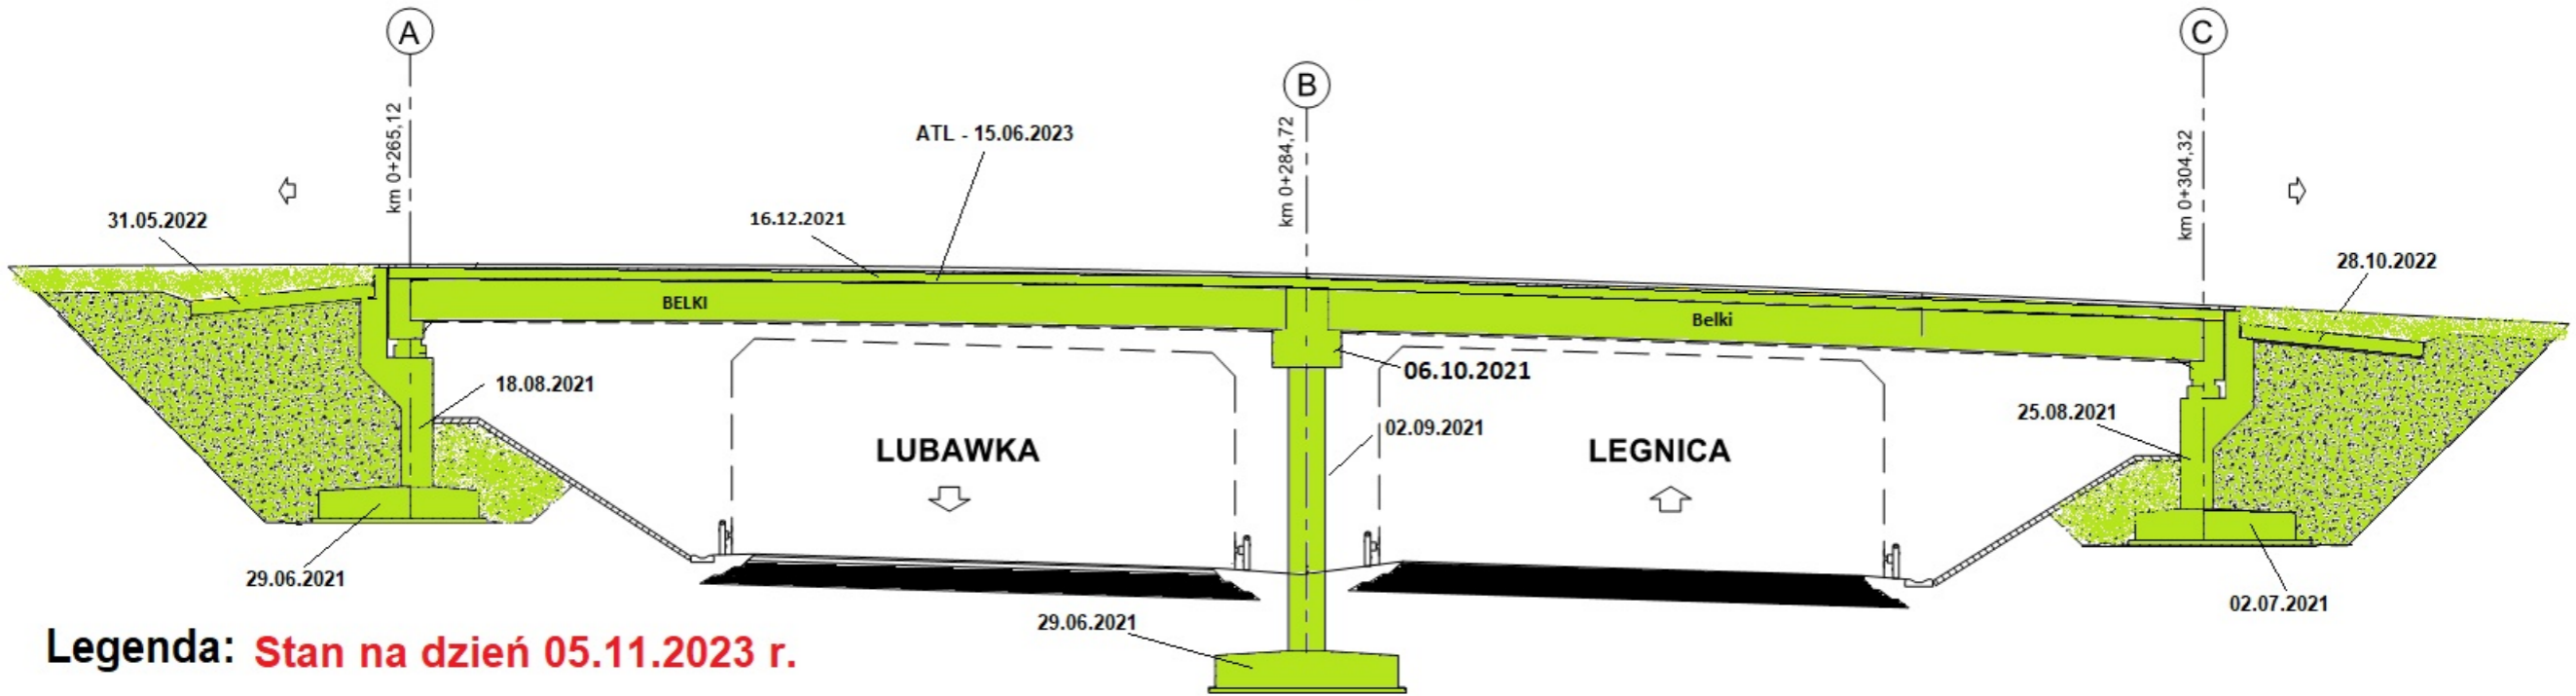 A
B
C
km 0+265,12
km 0+284,72
km 0+304,32
ATL - 15.06.2023
31.05.2022
16.12.2021
28.10.2022
BELKI
Belki
18.08.2021
06.10.2021
02.09.2021
25.08.2021
LUBAWKA
LEGNICA
29.06.2021
29.06.2021
02.07.2021
Legenda: Stan na dzień 05.11.2023 r.